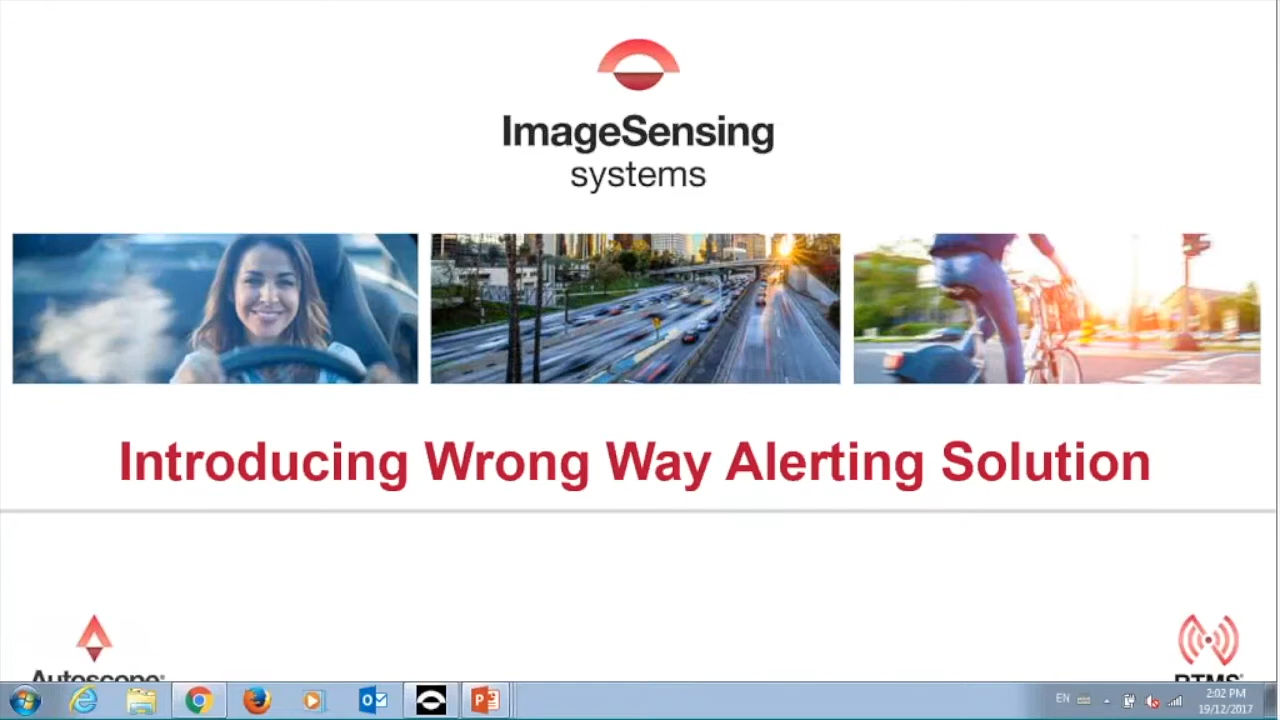 ImageSensing
systems
Introducing Wrong Way Alerting Solution
Autoscope®
RTMS®
EN
2:02 PM
19/12/2017